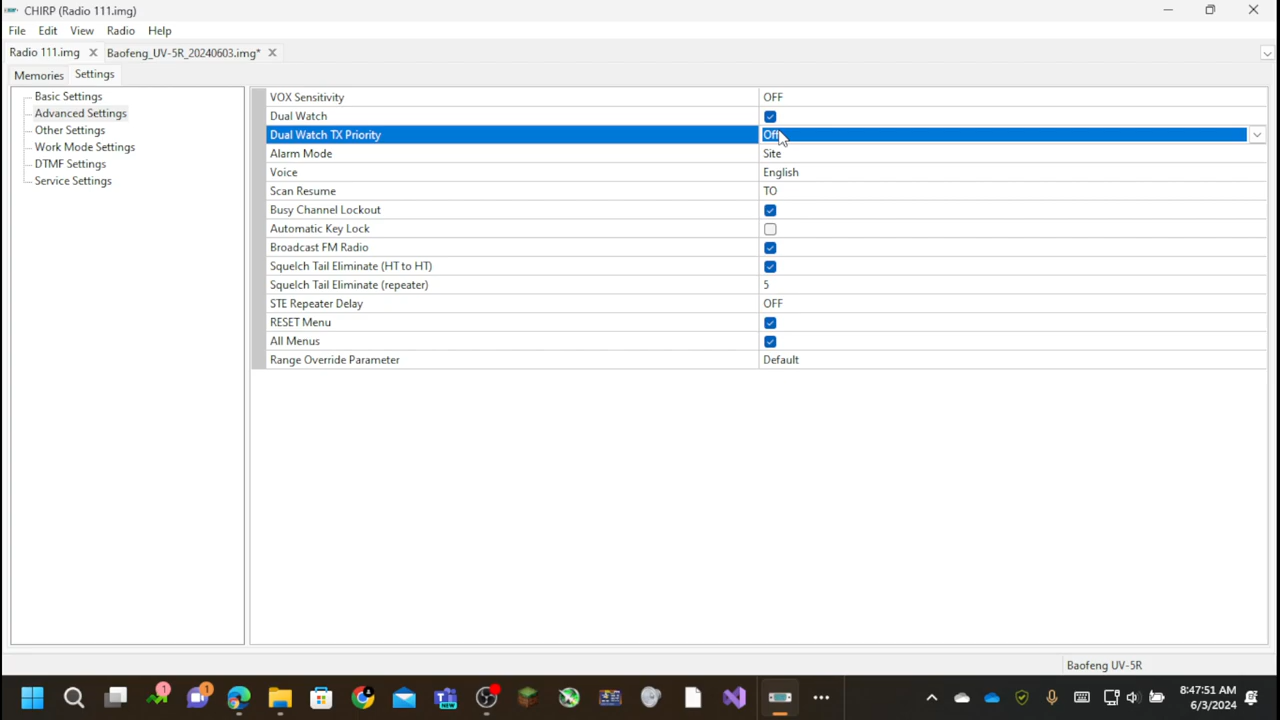 CHIRP (Radio 111.img)
File Edit View Radio Help
Radio 111.img Baofeng_UV-5R_20240603.img*
Memories Settings
Basic Settings
Advanced Settings
Other Settings
Work Mode Settings
DTMF Settings
Service Settings
VOX Sensitivity OFF
Dual Watch
Dual Watch TX Priority Off
Alarm Mode Site
Voice English
Scan Resume TO
Busy Channel Lockout
Automatic Key Lock
Broadcast FM Radio
Squelch Tail Eliminate (HT to HT)
Squelch Tail Eliminate (repeater) 5
STE Repeater Delay OFF
RESET Menu
All Menus
Range Override Parameter Default
Baofeng UV-5R
1 1 NEW 8:47:51 AM
6/3/2024